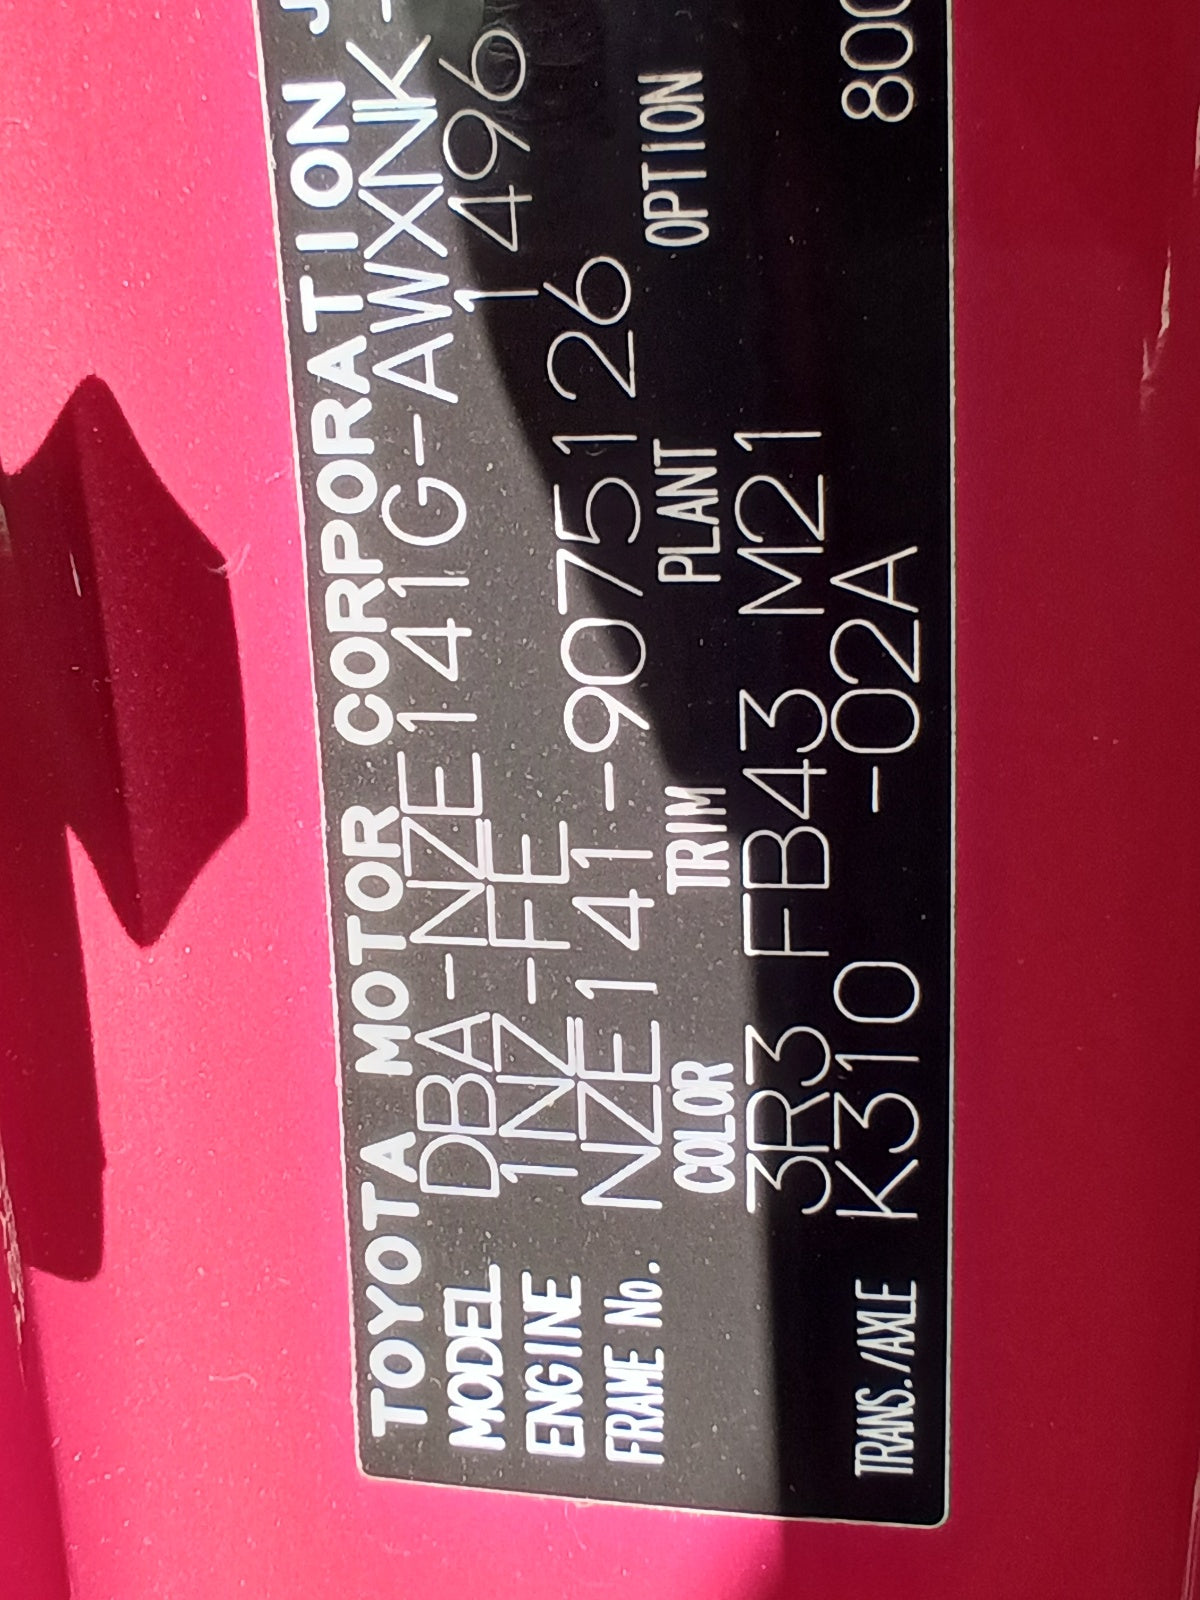 TOYOTA MOTOR CORPORATION J
MODEL DBA-NZE141G-AWXNK-
ENGINE 1NZ-FE 1496
FRAME No. NZE141-9075126
COLOR TRIM PLANT OPTION
3R3 FB43 M21
TRANS./AXLE K310 -02A 800